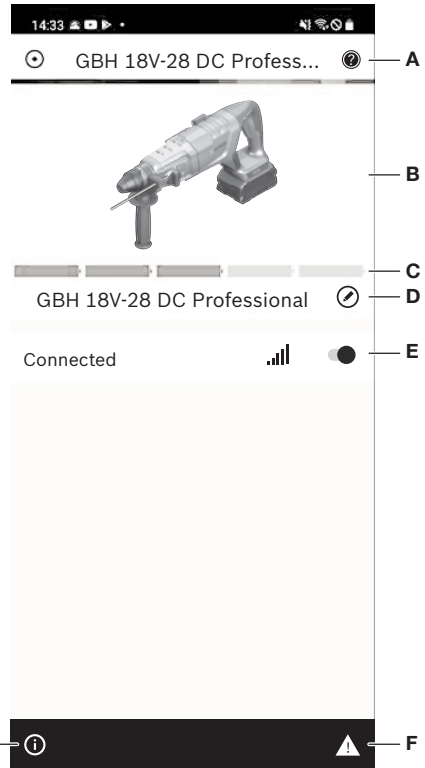 14:33
GBH 18V-28 DC Profess... A
B
C
GBH 18V-28 DC Professional D
Connected E
F